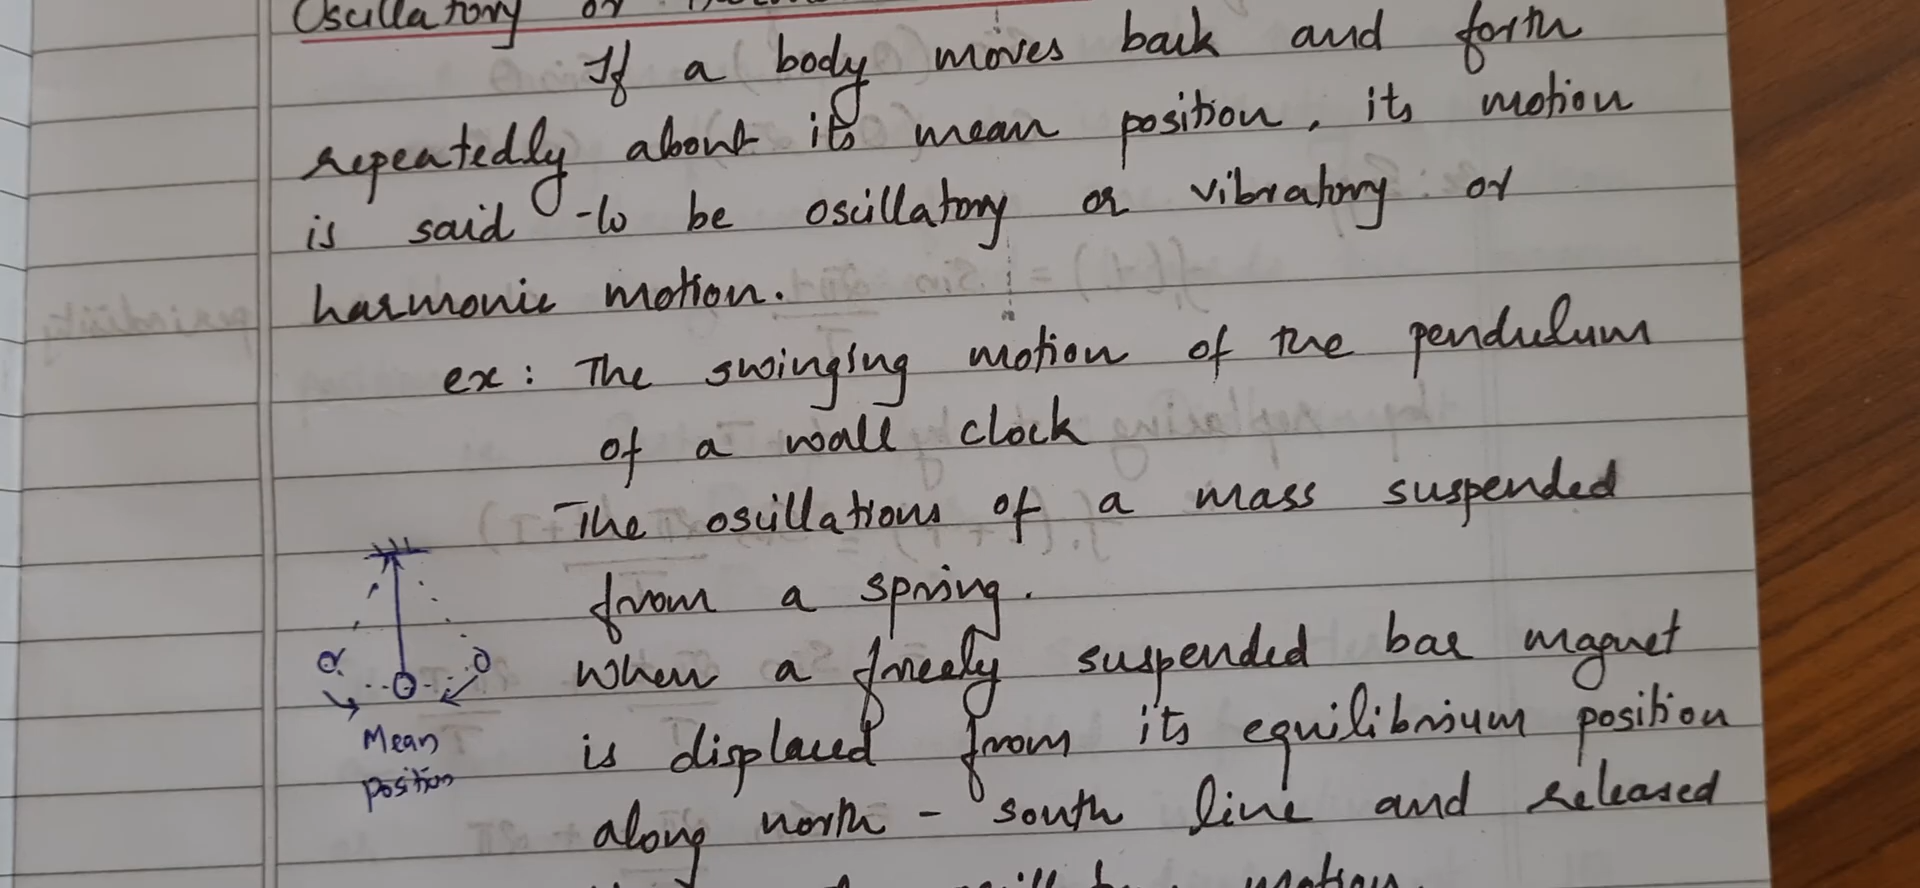 Oscillatory or
If a body moves back and forth
repeatedly about its mean position, its motion
is said to be oscillatory or vibratory or
harmonic motion.
ex: The swinging motion of the pendulum
of a wall clock
The oscillations of a mass suspended
from a spring.
When a freely suspended bar magnet
is displaced from its equilibrium position
along north - south line and released
motion.
Mean
position